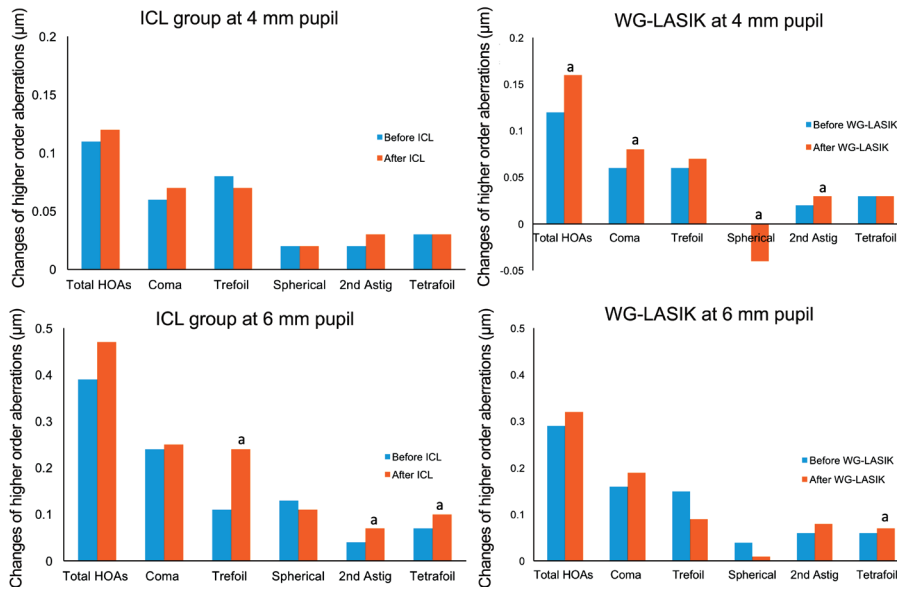 ICL group at 4 mm pupil
Changes of higher order aberrations (µm)
0.2
0.15
0.1
0.05
0
Before ICL
After ICL
Total HOAs Coma Trefoil Spherical 2nd Astig Tetrafoil
WG-LASIK at 4 mm pupil
Changes of higher order aberrations (µm)
0.2
0.15
0.1
0.05
0
-0.05
a
a
a
a
Before WG-LASIK
After WG-LASIK
Total HOAs Coma Trefoil Spherical 2nd Astig Tetrafoil
ICL group at 6 mm pupil
Changes of higher order aberrations (µm)
0.5
0.4
0.3
0.2
0.1
0
a
a
a
Before ICL
After ICL
Total HOAs Coma Trefoil Spherical 2nd Astig Tetrafoil
WG-LASIK at 6 mm pupil
Changes of higher order aberrations (µm)
0.5
0.4
0.3
0.2
0.1
0
a
Before WG-LASIK
After WG-LASIK
Total HOAs Coma Trefoil Spherical 2nd Astig Tetrafoil